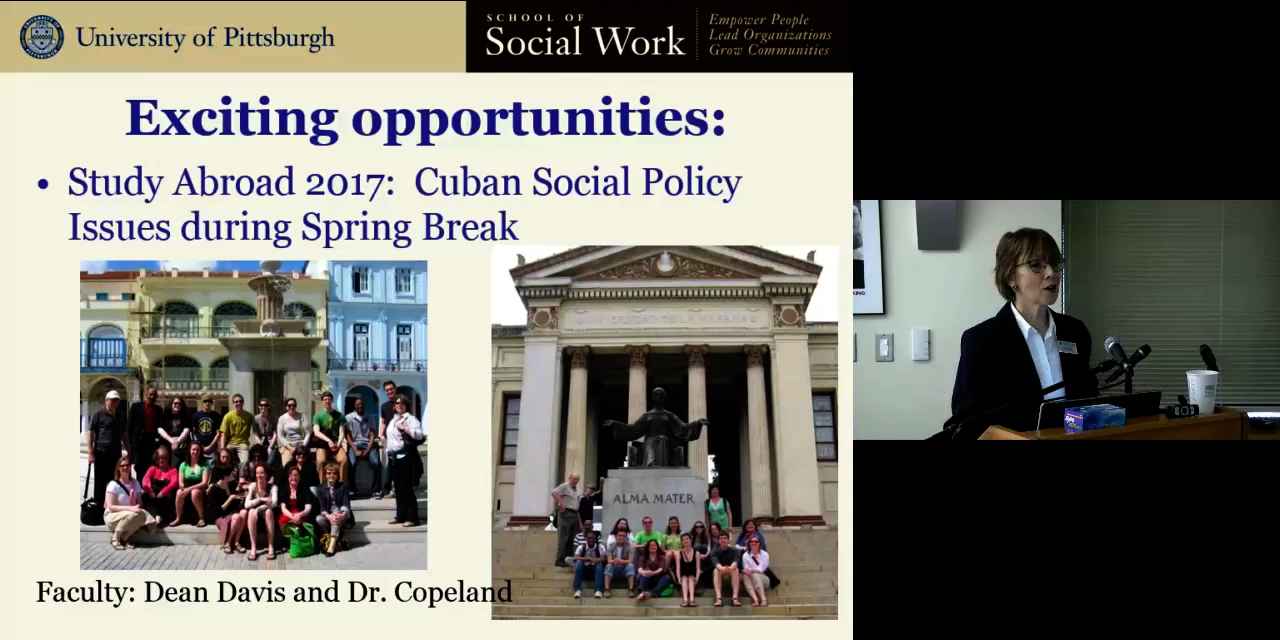 University of Pittsburgh
SCHOOL OF
Social Work
Empower People
Lead Organizations
Grow Communities
Exciting opportunities:
• Study Abroad 2017: Cuban Social Policy
Issues during Spring Break
ALMA MATER
Faculty: Dean Davis and Dr. Copeland
KING